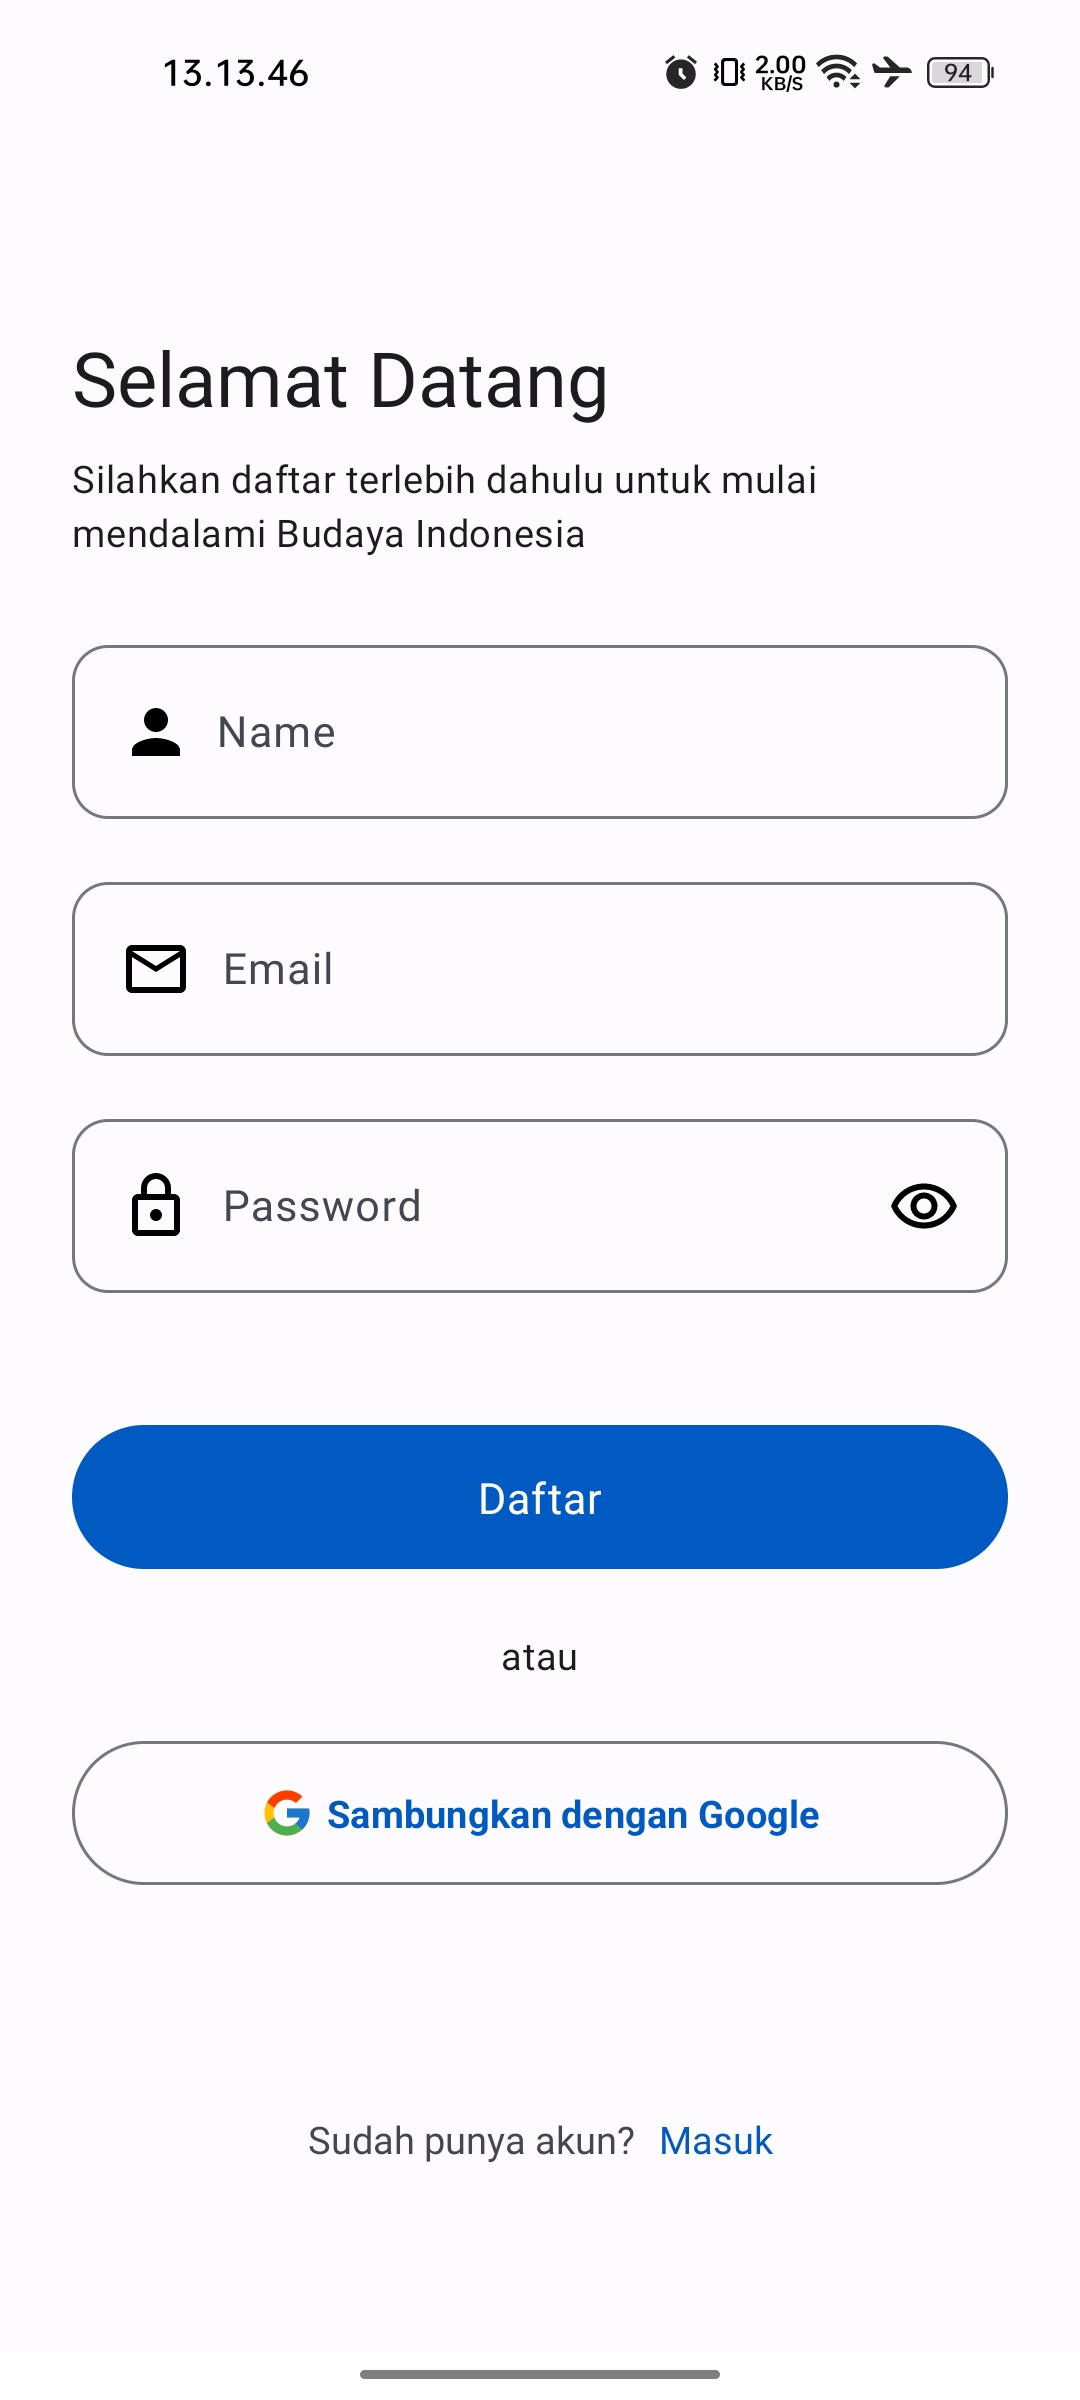 13.13.46
2.00
KB/S
94
Selamat Datang
Silahkan daftar terlebih dahulu untuk mulai
mendalami Budaya Indonesia
Name
Email
Password
Daftar
atau
Sambungkan dengan Google
Sudah punya akun? Masuk